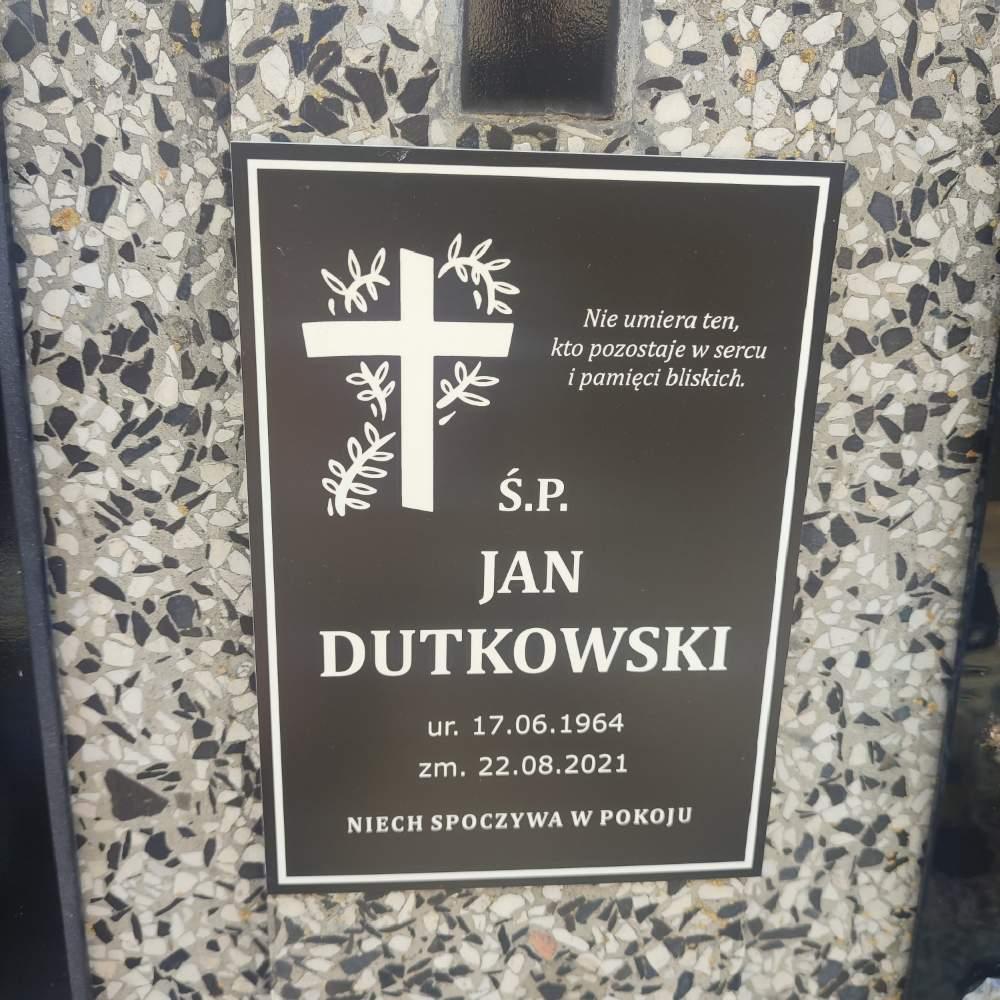 Nie umiera ten,
kto pozostaje w sercu
i pamięci bliskich.
Ś.P.
JAN
DUTKOWSKI
ur. 17.06.1964
zm. 22.08.2021
NIECH SPOCZYWA W POKOJU